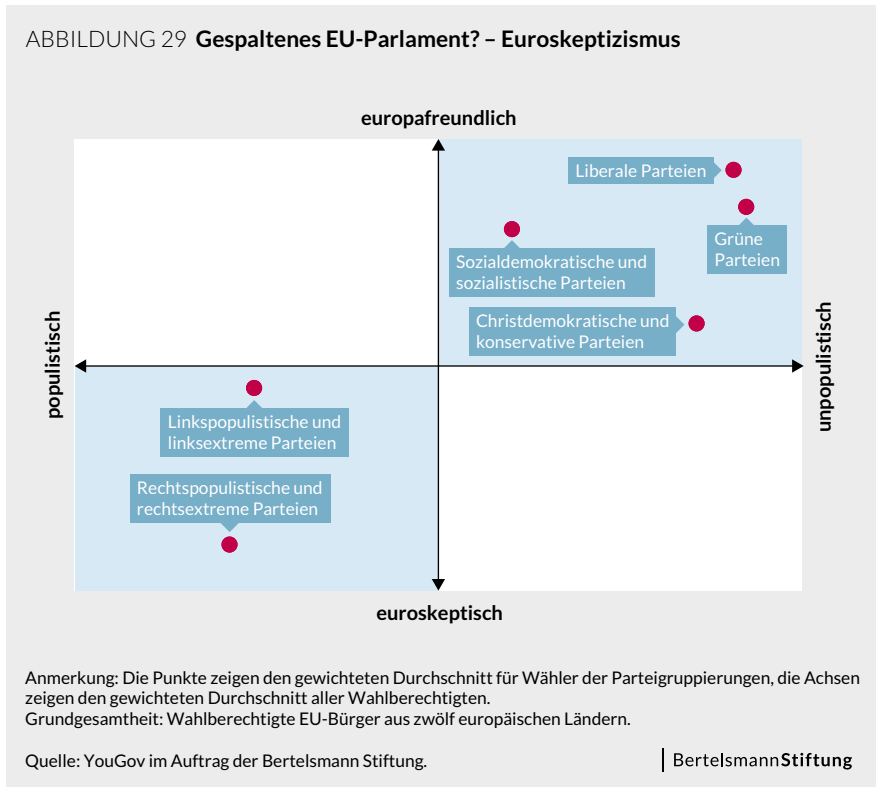 ABBILDUNG 29 Gespaltenes EU-Parlament? – Euroskeptizismus
europafreundlich
Liberale Parteien
Grüne
Parteien
Sozialdemokratische und
sozialistische Parteien
Christdemokratische und
konservative Parteien
populistisch
unpopulistisch
Linkspopulistische und
linksextreme Parteien
Rechtspopulistische und
rechtsextreme Parteien
euroskeptisch
Anmerkung: Die Punkte zeigen den gewichteten Durchschnitt für Wähler der Parteigruppierungen, die Achsen
zeigen den gewichteten Durchschnitt aller Wahlberechtigten.
Grundgesamtheit: Wahlberechtigte EU-Bürger aus zwölf europäischen Ländern.
Quelle: YouGov im Auftrag der Bertelsmann Stiftung.
BertelsmannStiftung